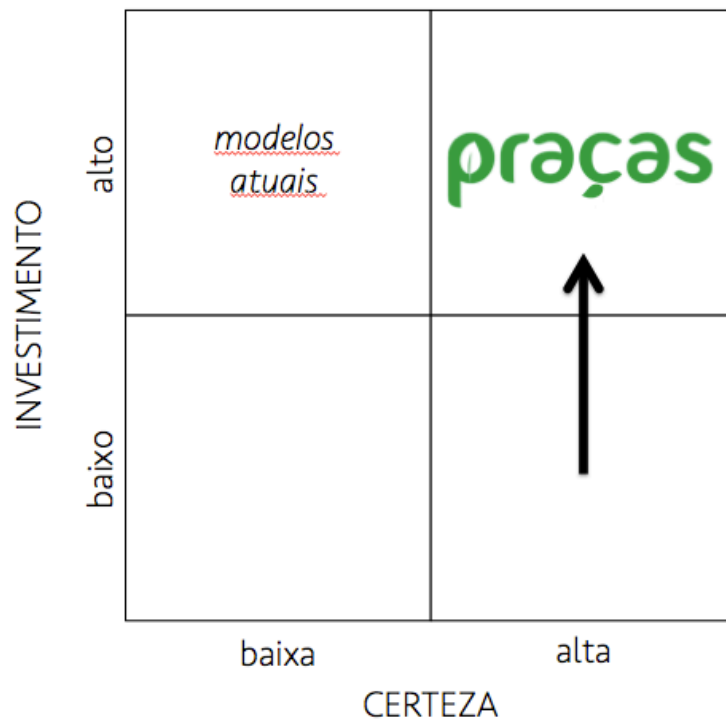 modelos
atuais
praças
INVESTIMENTO
alto
baixo
baixa
alta
CERTEZA